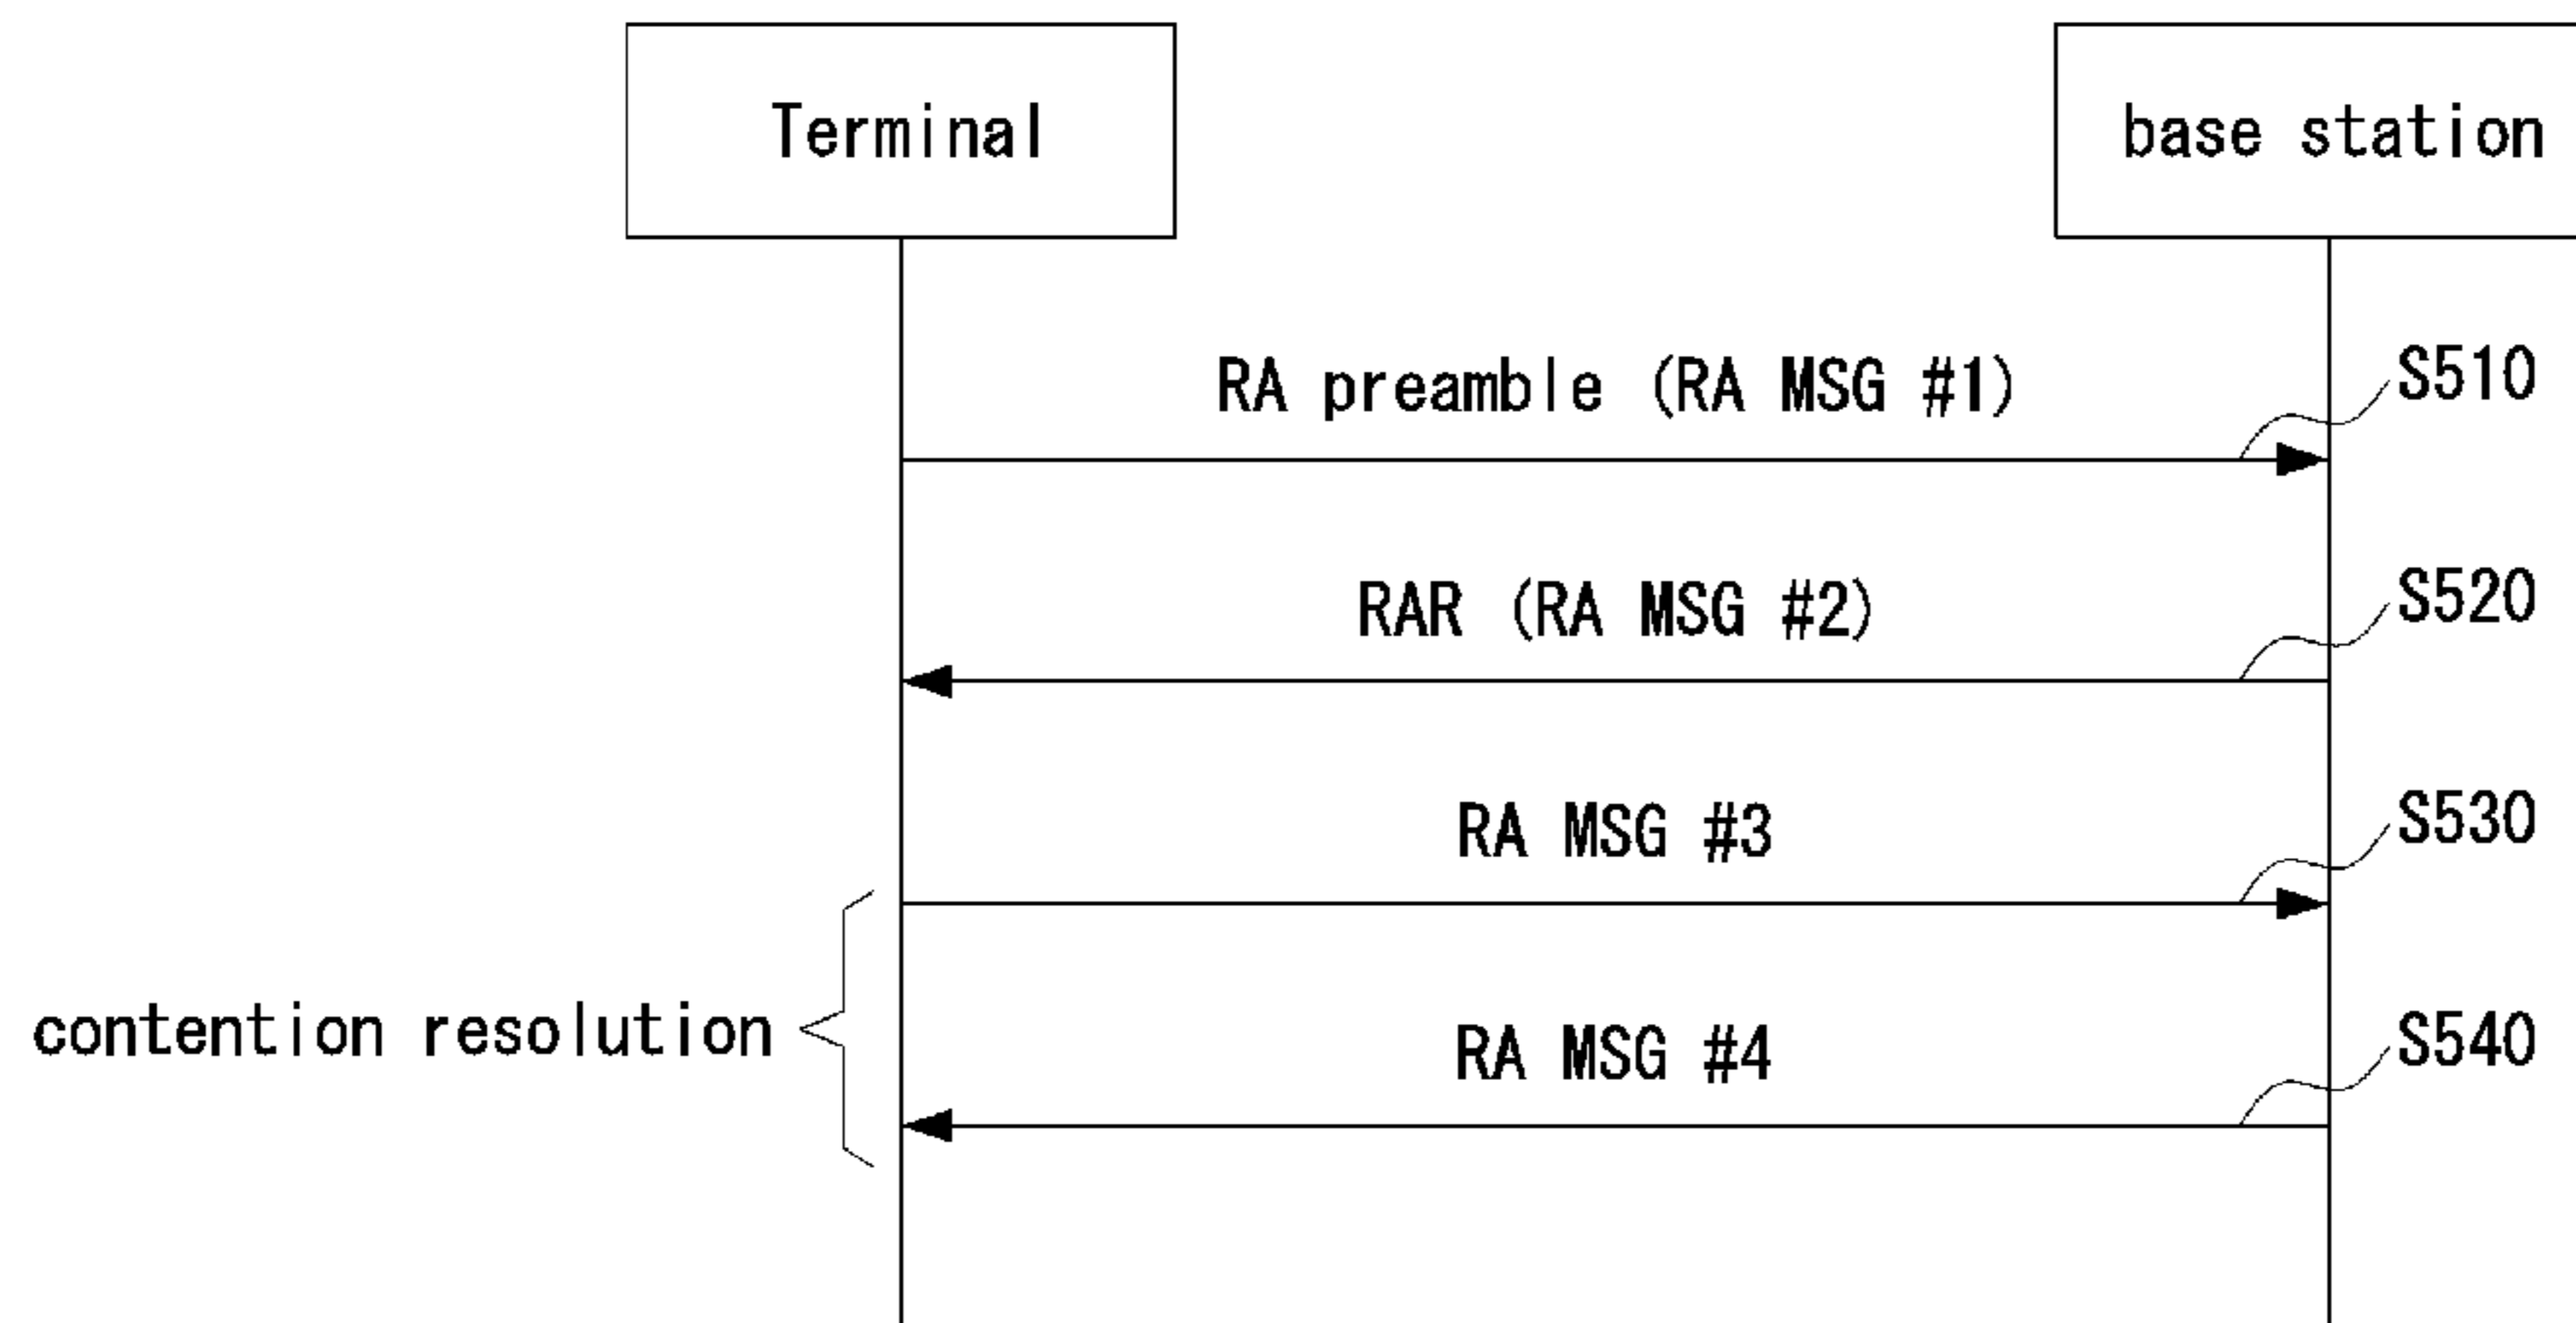 Terminal
base station
RA preamble (RA MSG #1)
S510
RAR (RA MSG #2)
S520
RA MSG #3
S530
contention resolution
RA MSG #4
S540